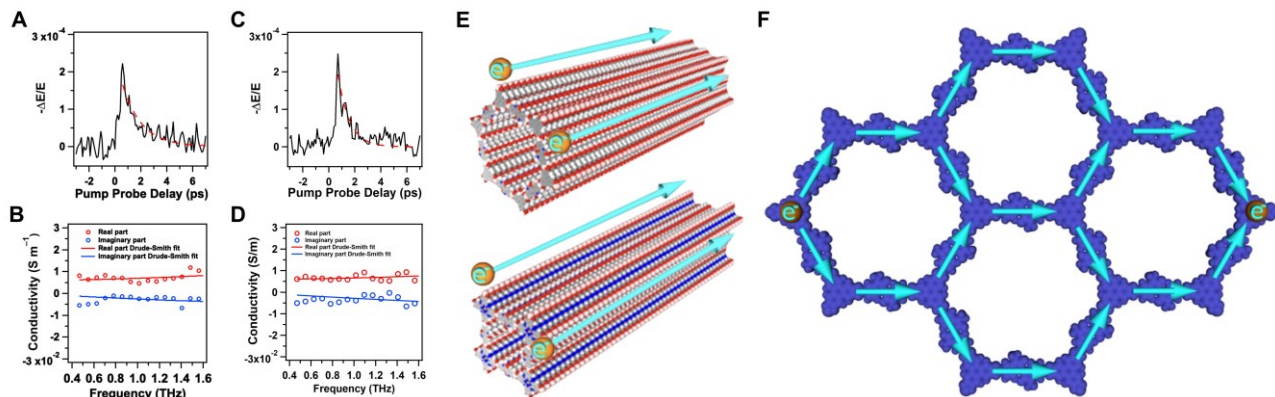 A
3x10⁻⁴
2
1
0
-ΔE/E
-2 0 2 4 6
Pump Probe Delay (ps)
B
3
2
1
0
-1
-2
-3 x10⁻²
Conductivity (S m⁻¹)
Real part
Imaginary part
Real part Drude-Smith fit
Imaginary part Drude-Smith fit
0.4 0.6 0.8 1.0 1.2 1.4 1.6
Frequency (THz)
C
3x10⁻⁴
2
1
0
-ΔE/E
-2 0 2 4 6
Pump Probe Delay (ps)
D
3
2
1
0
-1
-2
-3x10⁻²
Conductivity (S/m)
Real part
Imaginary part
Real part Drude-Smith fit
Imaginary part Drude-Smith fit
0.4 0.6 0.8 1.0 1.2 1.4 1.6
Frequency (THz)
E
e⁻
e⁻
e⁻
e⁻
F
e⁻
e⁻